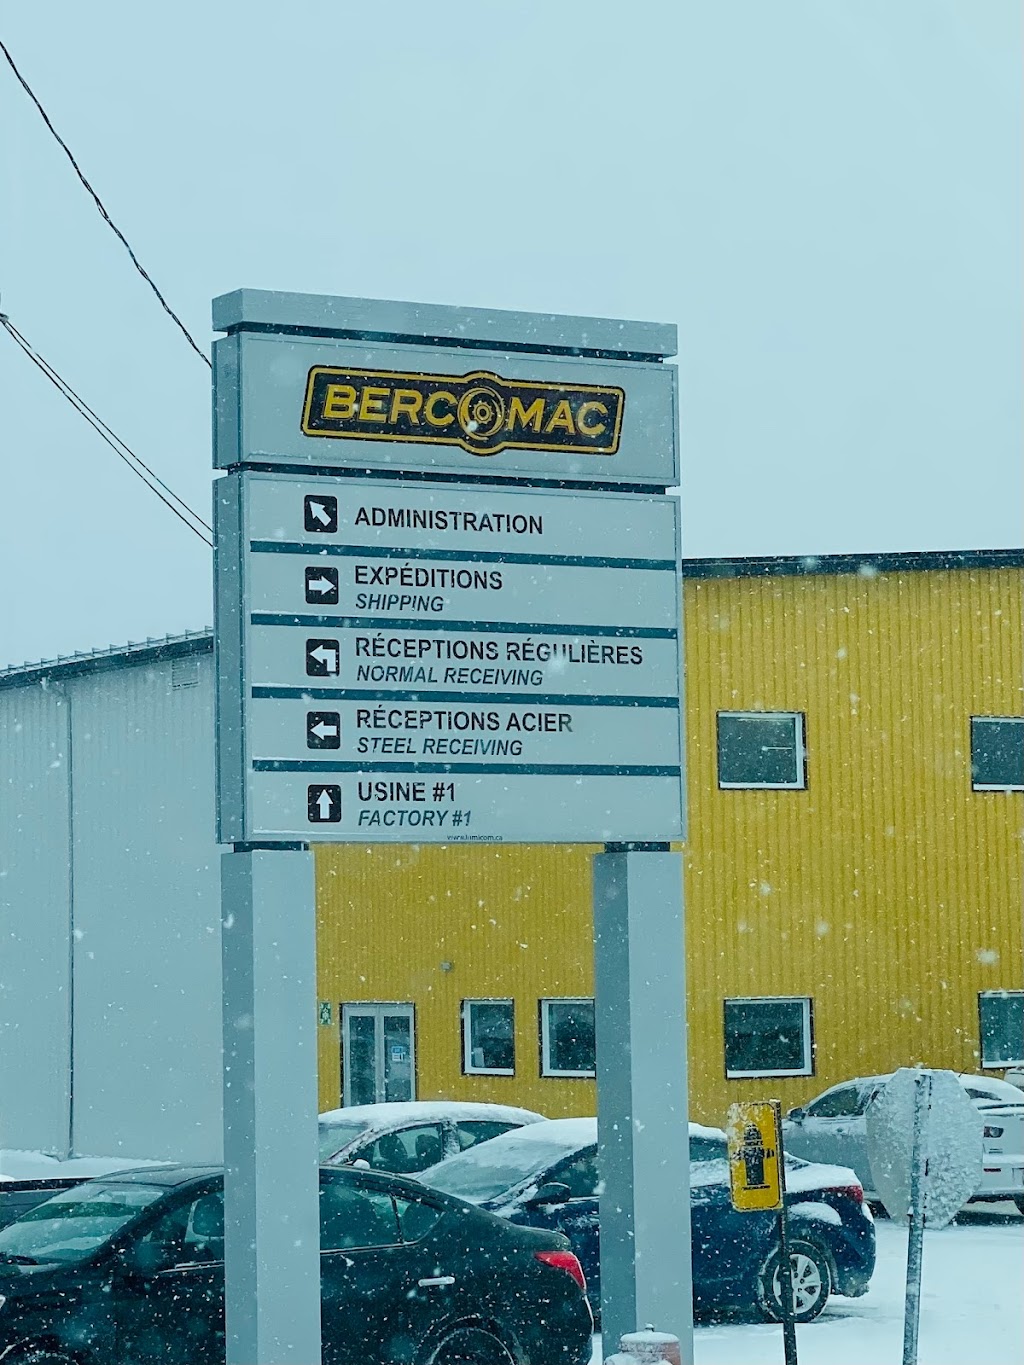 BERCOMAC
ADMINISTRATION
EXPÉDITIONS
SHIPPING
RÉCEPTIONS RÉGULIÈRES
NORMAL RECEIVING
RÉCEPTIONS ACIER
STEEL RECEIVING
USINE #1
FACTORY #1